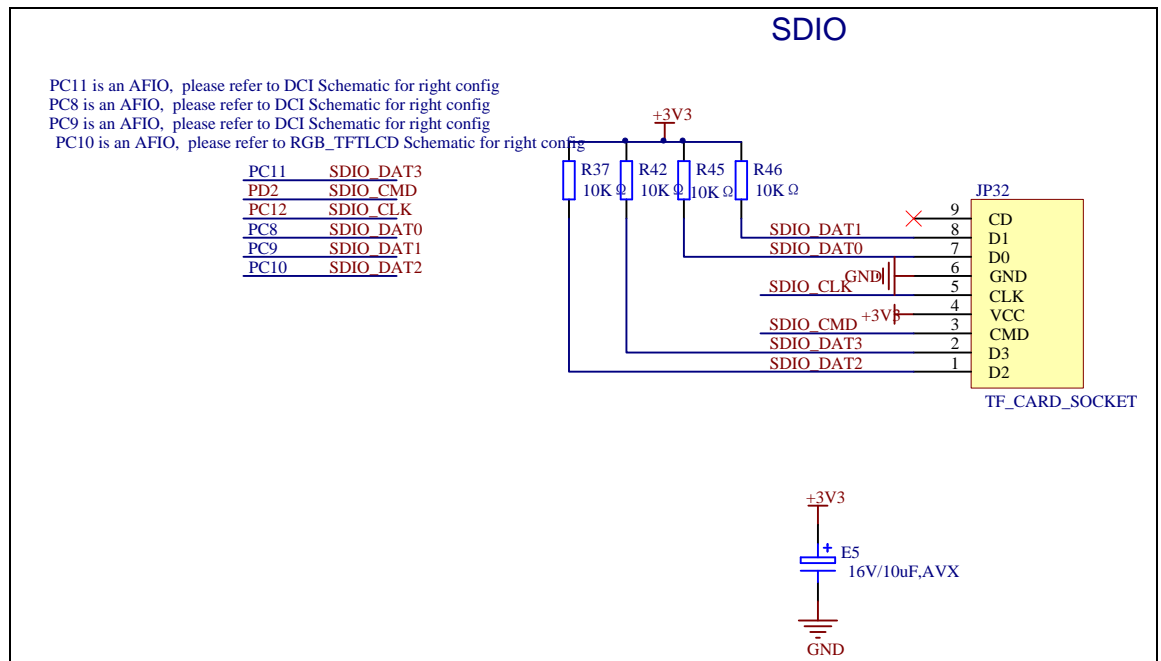 SDIO
PC11 is an AFIO, please refer to DCI Schematic for right config
PC8 is an AFIO, please refer to DCI Schematic for right config
PC9 is an AFIO, please refer to DCI Schematic for right config
PC10 is an AFIO, please refer to RGB_TFTLCD Schematic for right config
PC11 SDIO_DAT3
PD2 SDIO_CMD
PC12 SDIO_CLK
PC8 SDIO_DAT0
PC9 SDIO_DAT1
PC10 SDIO_DAT2
+3V3
R37 R42 R45 R46
10KΩ 10KΩ 10KΩ 10KΩ
JP32
9 CD
SDIO_DAT1 8 D1
SDIO_DAT0 7 D0
GND 6 GND
SDIO_CLK 5 CLK
+3V3 4 VCC
SDIO_CMD 3 CMD
SDIO_DAT3 2 D3
SDIO_DAT2 1 D2
TF_CARD_SOCKET
+3V3
+ E5
16V/10uF,AVX
GND